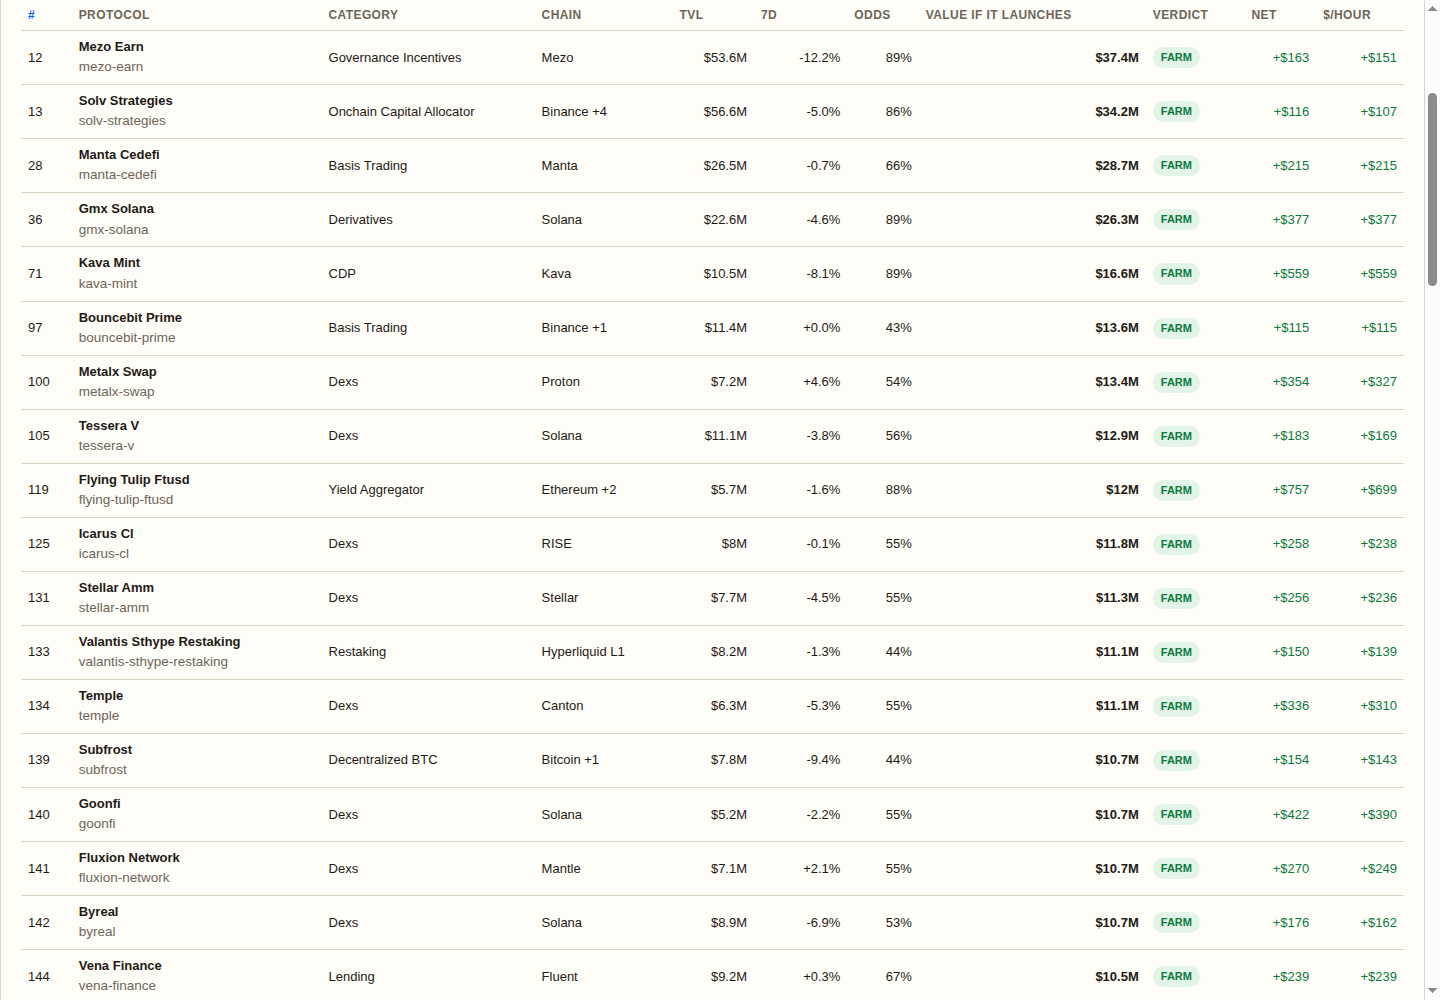 # PROTOCOL CATEGORY CHAIN TVL 7D ODDS VALUE IF IT LAUNCHES VERDICT NET $/HOUR
12 Mezo Earn Governance Incentives Mezo $53.6M -12.2% 89% $37.4M FARM +$163 +$151
mezo-earn
13 Solv Strategies Onchain Capital Allocator Binance +4 $56.6M -5.0% 86% $34.2M FARM +$116 +$107
solv-strategies
28 Manta Cedefi Basis Trading Manta $26.5M -0.7% 66% $28.7M FARM +$215 +$215
manta-cedefi
36 Gmx Solana Derivatives Solana $22.6M -4.6% 89% $26.3M FARM +$377 +$377
gmx-solana
71 Kava Mint CDP Kava $10.5M -8.1% 89% $16.6M FARM +$559 +$559
kava-mint
97 Bouncebit Prime Basis Trading Binance +1 $11.4M +0.0% 43% $13.6M FARM +$115 +$115
bouncebit-prime
100 Metalx Swap Dexs Proton $7.2M +4.6% 54% $13.4M FARM +$354 +$327
metalx-swap
105 Tessera V Dexs Solana $11.1M -3.8% 56% $12.9M FARM +$183 +$169
tessera-v
119 Flying Tulip Ftusd Yield Aggregator Ethereum +2 $5.7M -1.6% 88% $12M FARM +$757 +$699
flying-tulip-ftusd
125 Icarus Cl Dexs RISE $8M -0.1% 55% $11.8M FARM +$258 +$238
icarus-cl
131 Stellar Amm Dexs Stellar $7.7M -4.5% 55% $11.3M FARM +$256 +$236
stellar-amm
133 Valantis Sthype Restaking Restaking Hyperliquid L1 $8.2M -1.3% 44% $11.1M FARM +$150 +$139
valantis-sthype-restaking
134 Temple Dexs Canton $6.3M -5.3% 55% $11.1M FARM +$336 +$310
temple
139 Subfrost Decentralized BTC Bitcoin +1 $7.8M -9.4% 44% $10.7M FARM +$154 +$143
subfrost
140 Goonfi Dexs Solana $5.2M -2.2% 55% $10.7M FARM +$422 +$390
goonfi
141 Fluxion Network Dexs Mantle $7.1M +2.1% 55% $10.7M FARM +$270 +$249
fluxion-network
142 Byreal Dexs Solana $8.9M -6.9% 53% $10.7M FARM +$176 +$162
byreal
144 Vena Finance Lending Fluent $9.2M +0.3% 67% $10.5M FARM +$239 +$239
vena-finance